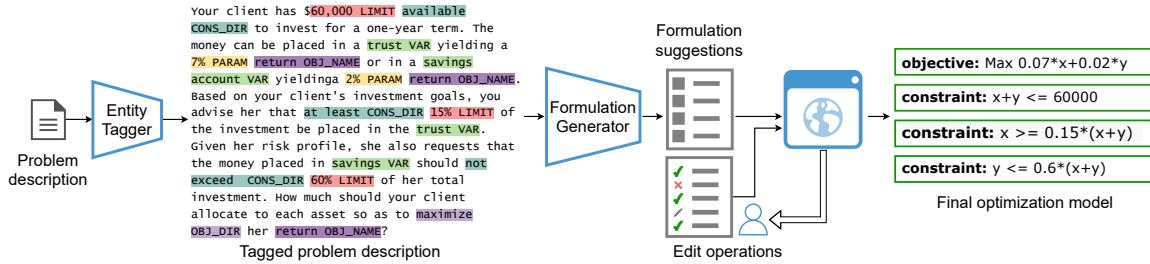 Your client has $60,000 LIMIT available
CONS_DIR to invest for a one-year term. The
money can be placed in a trust VAR yielding a
7% PARAM return OBJ_NAME or in a savings
account VAR yieldinga 2% PARAM return OBJ_NAME.
Based on your client's investment goals, you
advise her that at least CONS_DIR 15% LIMIT of
the investment be placed in the trust VAR.
Given her risk profile, she also requests that
the money placed in savings VAR should not
exceed CONS_DIR 60% LIMIT of her total
investment. How much should your client
allocate to each asset so as to maximize
OBJ_DIR her return OBJ_NAME?
Tagged problem description
Entity
Tagger
Problem
description
Formulation
Generator
Formulation
suggestions
Edit operations
objective: Max 0.07*x+0.02*y
constraint: x+y <= 60000
constraint: x >= 0.15*(x+y)
constraint: y <= 0.6*(x+y)
Final optimization model